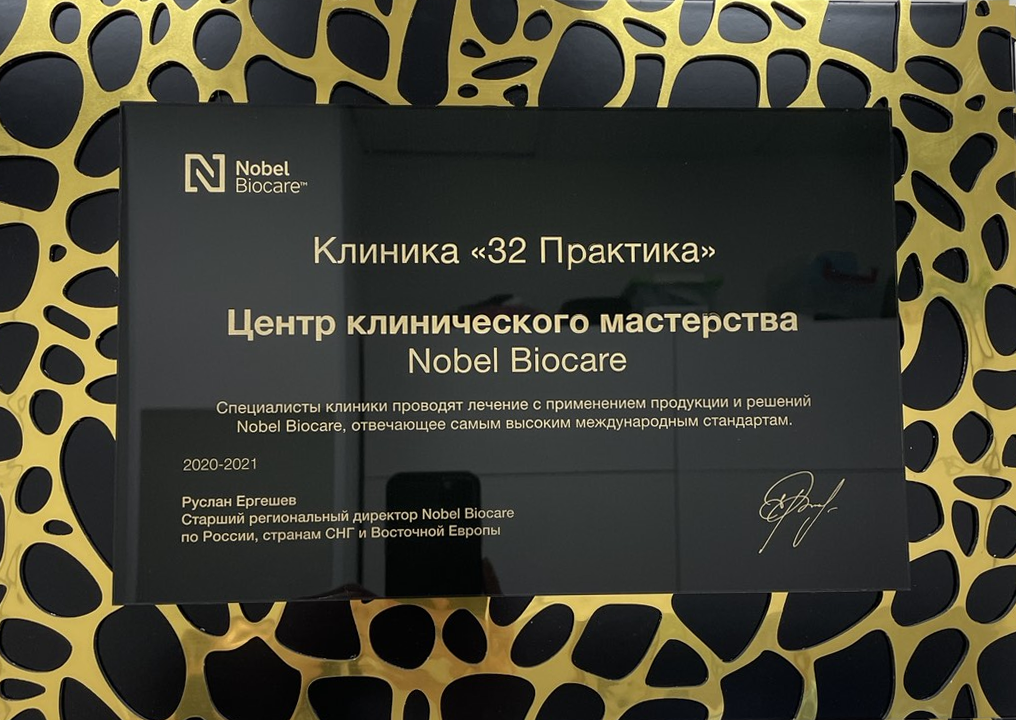 Nobel
Biocare™
Клиника «32 Практика»
Центр клинического мастерства
Nobel Biocare
Специалисты клиники проводят лечение с применением продукции и решений
Nobel Biocare, отвечающее самым высоким международным стандартам.
2020-2021
Руслан Ергешев
Старший региональный директор Nobel Biocare
по России, странам СНГ и Восточной Европы